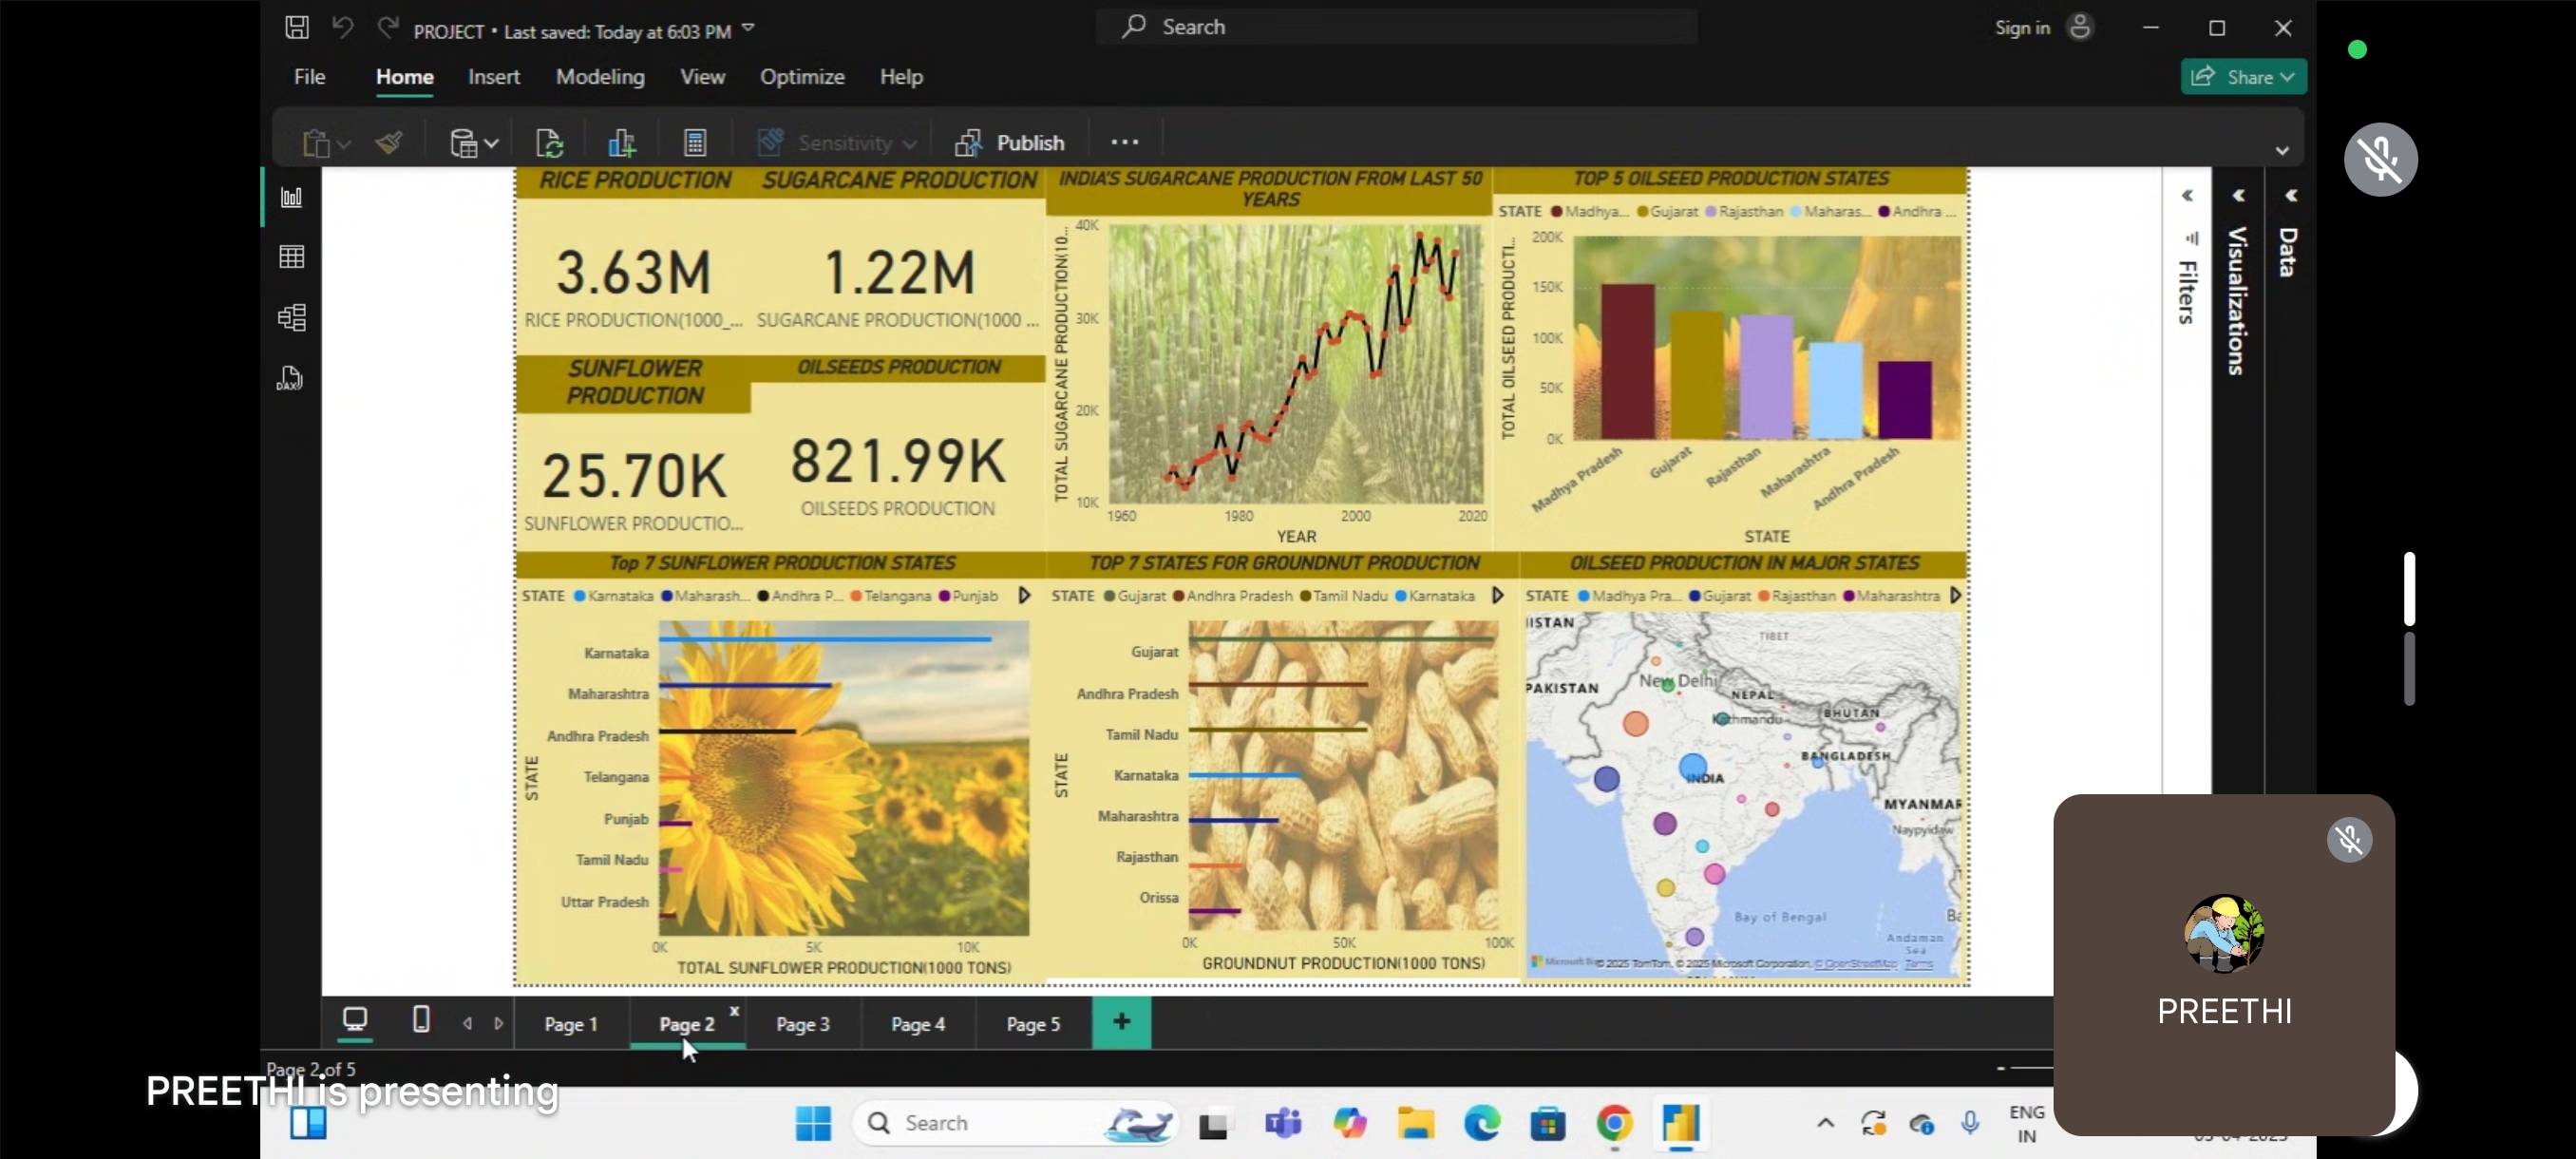 PROJECT • Last saved: Today at 6:03 PM
Search
Sign in
File Home Insert Modeling View Optimize Help
Share
Sensitivity
Publish
RICE PRODUCTION
3.63M
RICE PRODUCTION(1000_...
SUGARCANE PRODUCTION
1.22M
SUGARCANE PRODUCTION(1000 ...
SUNFLOWER
PRODUCTION
25.70K
SUNFLOWER PRODUCTIO...
OILSEEDS PRODUCTION
821.99K
OILSEEDS PRODUCTION
INDIA'S SUGARCANE PRODUCTION FROM LAST 50
YEARS
TOTAL SUGARCANE PRODUCTION(10...
40K
30K
20K
10K
1960 1980 2000 2020
YEAR
TOP 5 OILSEED PRODUCTION STATES
STATE Madhya... Gujarat Rajasthan Maharas... Andhra ...
TOTAL OILSEED PRODUCTI...
200K
150K
100K
50K
0K
Madhya Pradesh
Gujarat
Rajasthan
Maharashtra
Andhra Pradesh
STATE
Top 7 SUNFLOWER PRODUCTION STATES
STATE Karnataka Maharash... Andhra P... Telangana Punjab
STATE
Karnataka
Maharashtra
Andhra Pradesh
Telangana
Punjab
Tamil Nadu
Uttar Pradesh
0K 5K 10K
TOTAL SUNFLOWER PRODUCTION(1000 TONS)
TOP 7 STATES FOR GROUNDNUT PRODUCTION
STATE Gujarat Andhra Pradesh Tamil Nadu Karnataka
STATE
Gujarat
Andhra Pradesh
Tamil Nadu
Karnataka
Maharashtra
Rajasthan
Orissa
0K 50K 100K
GROUNDNUT PRODUCTION(1000 TONS)
OILSEED PRODUCTION IN MAJOR STATES
STATE Madhya Pra... Gujarat Rajasthan Maharashtra
TIBET
New Delhi
PAKISTAN
NEPAL
Kathmandu
BHUTAN
BANGLADESH
INDIA
MYANMAR
Naypyidaw
Bay of Bengal
Andaman
Sea
© 2025 TomTom, © 2025 Microsoft Corporation, © OpenStreetMap Terms
Filters
Visualizations
Data
DAX
Page 1 Page 2 x Page 3 Page 4 Page 5 +
Page 2 of 5
PREETHI is presenting
PREETHI
Search
ENG
IN